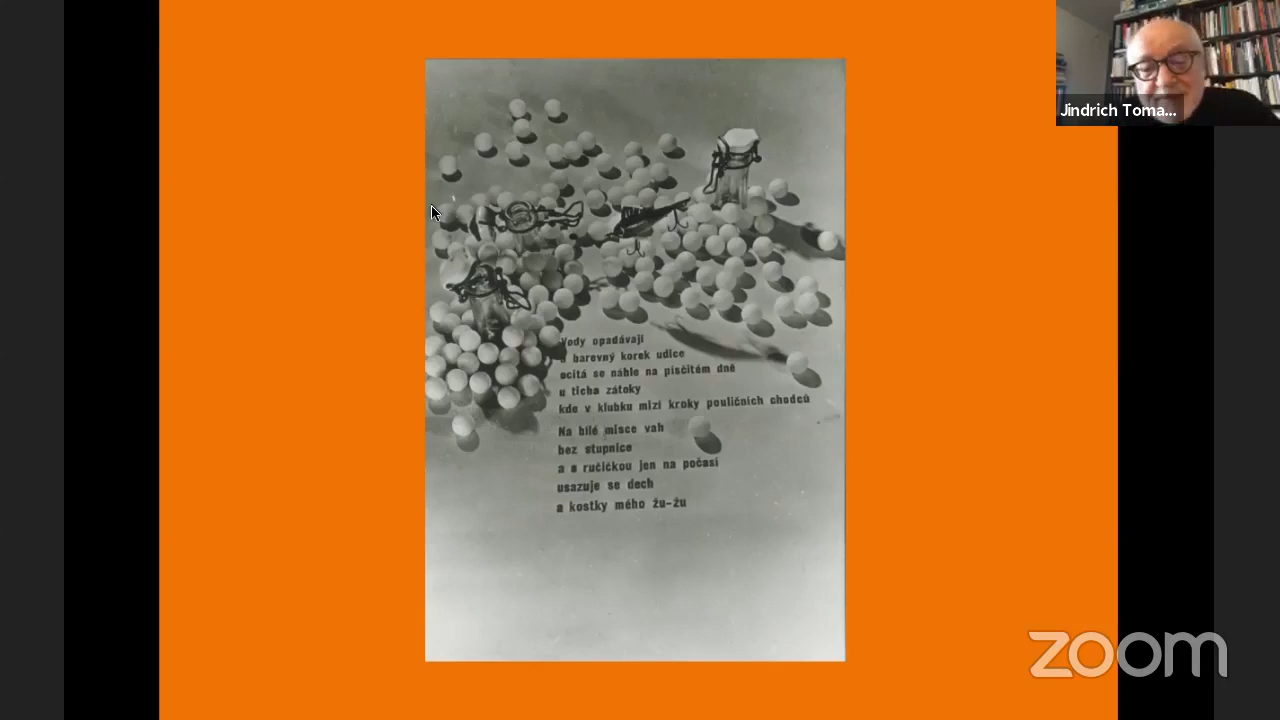 Jindrich Toma...
Vody opadávají
a barevný korek udice
ocitá se náhle na písčitém dně
u ticha zátoky
kde v klubku mizí kroky pouličních chodců
Na bílé misce vah
bez stupnice
a s ručičkou jen na počasí
usazuje se dech
a kostky mého žu-žu
zoom